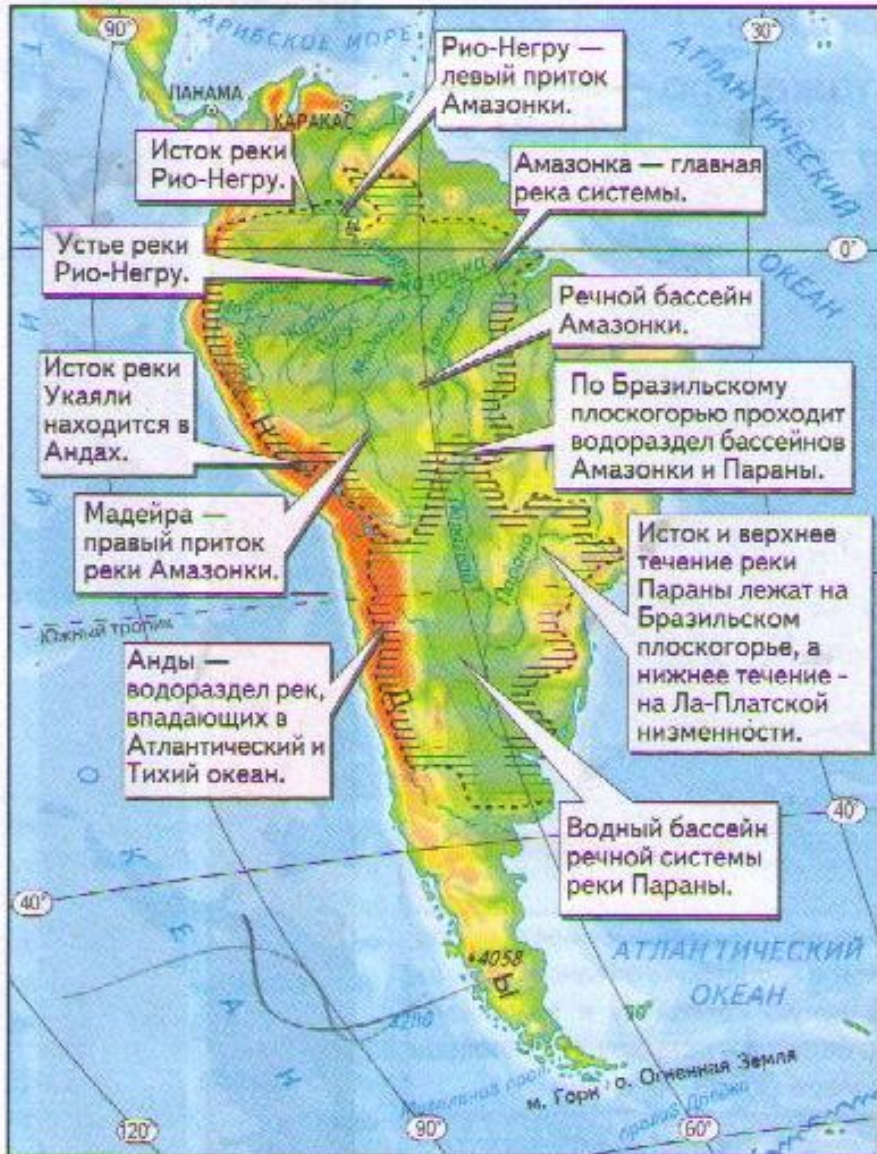 90°
КАРИБСКОЕ МОРЕ
30°
АТЛАНТИЧЕСКИЙ
ОКЕАН
ПАНАМА
КАРАКАС
Рио-Негру —
левый приток
Амазонки.
Исток реки
Рио-Негру.
Амазонка — главная
река системы.
Устье реки
Рио-Негру.
0°
Речной бассейн
Амазонки.
Исток реки
Укаяли
находится в
Андах.
По Бразильскому
плоскогорью проходит
водораздел бассейнов
Амазонки и Параны.
Мадейра —
правый приток
реки Амазонки.
Парана
Исток и верхнее
течение реки
Параны лежат на
Бразильском
плоскогорье, а
нижнее течение -
на Ла-Платской
низменности.
Южный тропик
Анды —
водораздел рек,
впадающих в
Атлантический и
Тихий океан.
Водный бассейн
речной системы
реки Параны.
40°
40°
АТЛАНТИЧЕСКИЙ
ОКЕАН
4058
м. Горн
о. Огненная Земля
пролив Дрейка
120°
90°
60°